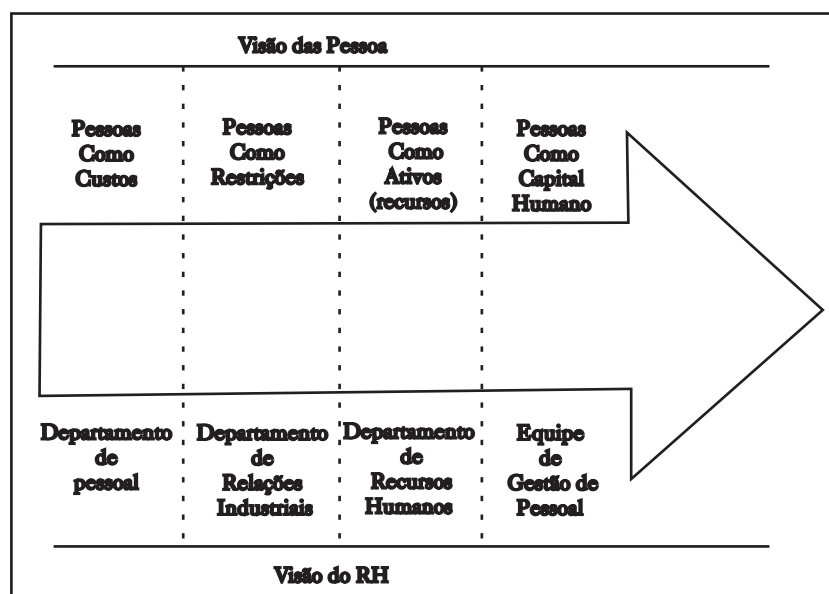 Visão das Pessoa
Pessoas
Como
Custos
Pessoas
Como
Restrições
Pessoas
Como
Ativos
(recursos)
Pessoas
Como
Capital
Humano
Departamento
de
pessoal
Departamento
de
Relações
Industriais
Departamento
de
Recursos
Humanos
Equipe
de
Gestão de
Pessoal
Visão do RH